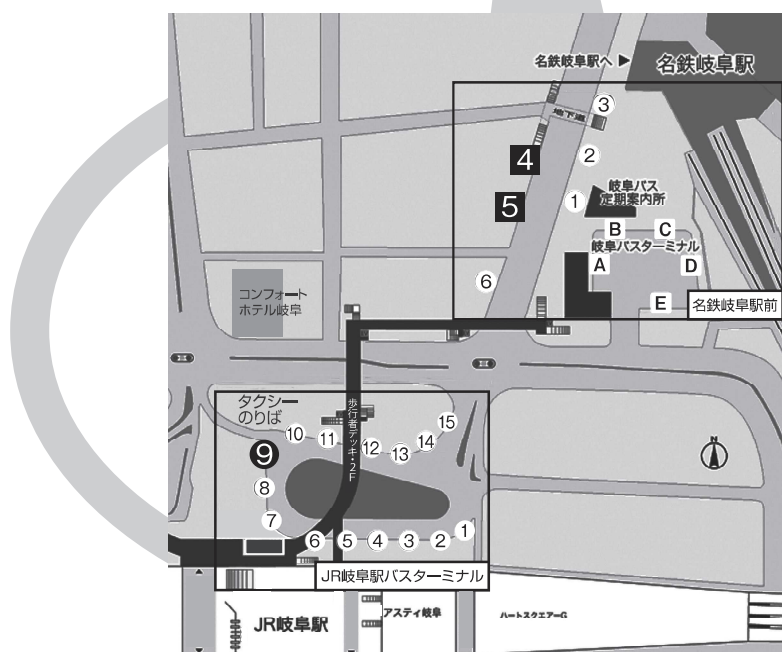 名鉄岐阜駅へ ▶
名鉄岐阜駅
3
地下道
4
2
岐阜バス
定期案内所
5
1
B
C
岐阜バスターミナル
A
D
6
E
コンフォート
ホテル岐阜
名鉄岐阜駅前
タクシー
のりば
歩行者デッキ・2F
15
10
11
12
13
14
9
8
7
6
5
4
3
2
1
N
JR岐阜駅バスターミナル
JR岐阜駅
アスティ岐阜
ハートスクエアーG